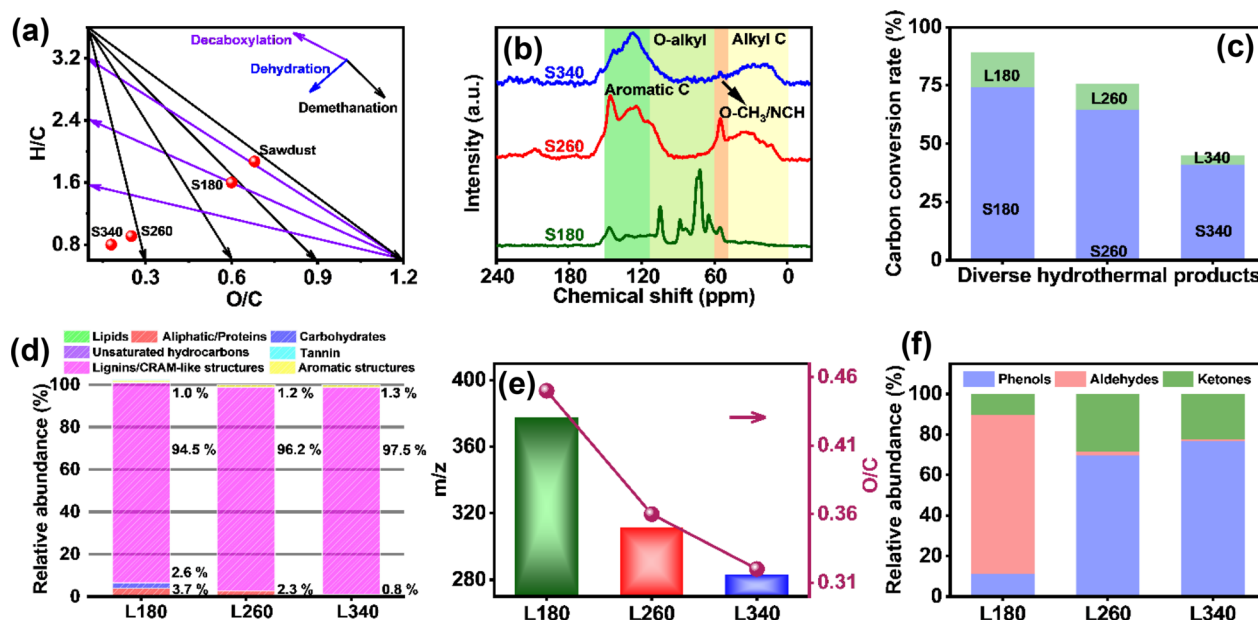 (a)
Decaboxylation
Dehydration
Demethanation
Sawdust
S180
S340 S260
3.2
2.4
1.6
0.8
0.3 0.6 0.9 1.2
H/C
O/C
(b)
O-alkyl
Alkyl C
S340
Aromatic C
O-CH3/NCH
S260
S180
240 180 120 60 0
Intensity (a.u.)
Chemical shift (ppm)
(c)
100
75
50
25
0
L180
L260
L340
S180
S260
S340
Carbon conversion rate (%)
Diverse hydrothermal products
(d)
Lipids Aliphatic/Proteins Carbohydrates
Unsaturated hydrocarbons Tannin
Lignins/CRAM-like structures Aromatic structures
100
80
60
40
20
0
1.0 % 1.2 % 1.3 %
94.5 % 96.2 % 97.5 %
2.6 %
3.7 % 2.3 % 0.8 %
L180 L260 L340
Relative abundance (%)
(e)
400
360
320
280
m/z
0.46
0.41
0.36
0.31
O/C
L180 L260 L340
(f)
Phenols Aldehydes Ketones
100
80
60
40
20
0
L180 L260 L340
Relative abundance (%)